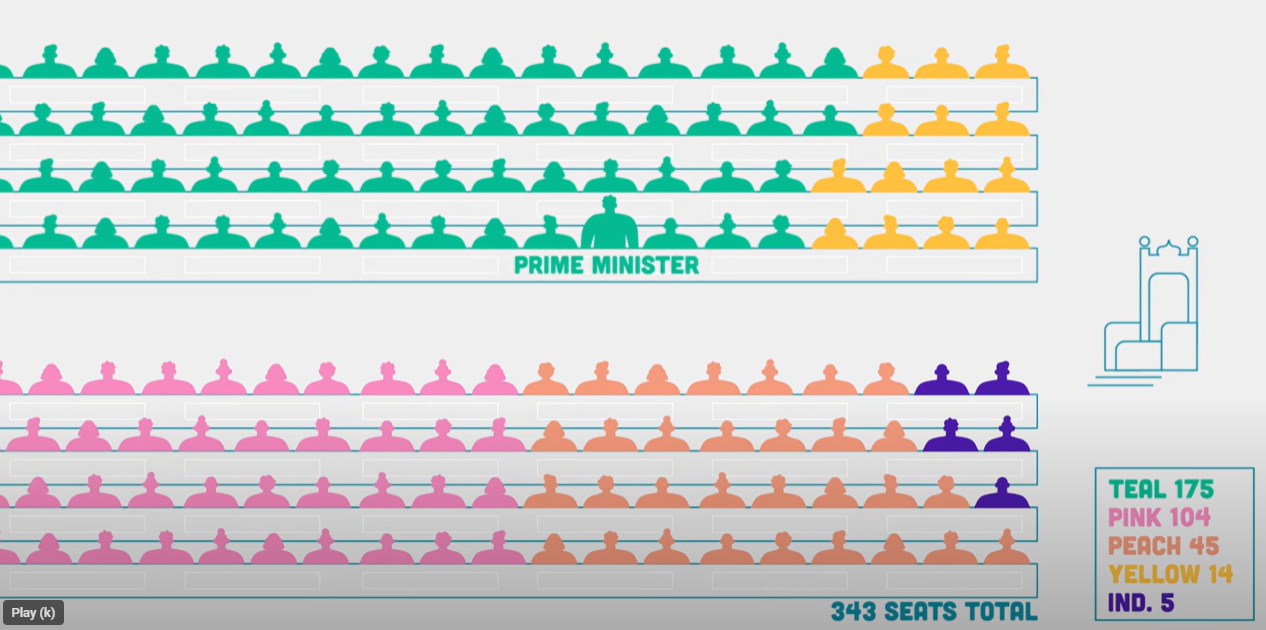 PRIME MINISTER
TEAL 175
PINK 104
PEACH 45
YELLOW 14
IND. 5
343 SEATS TOTAL
Play (k)